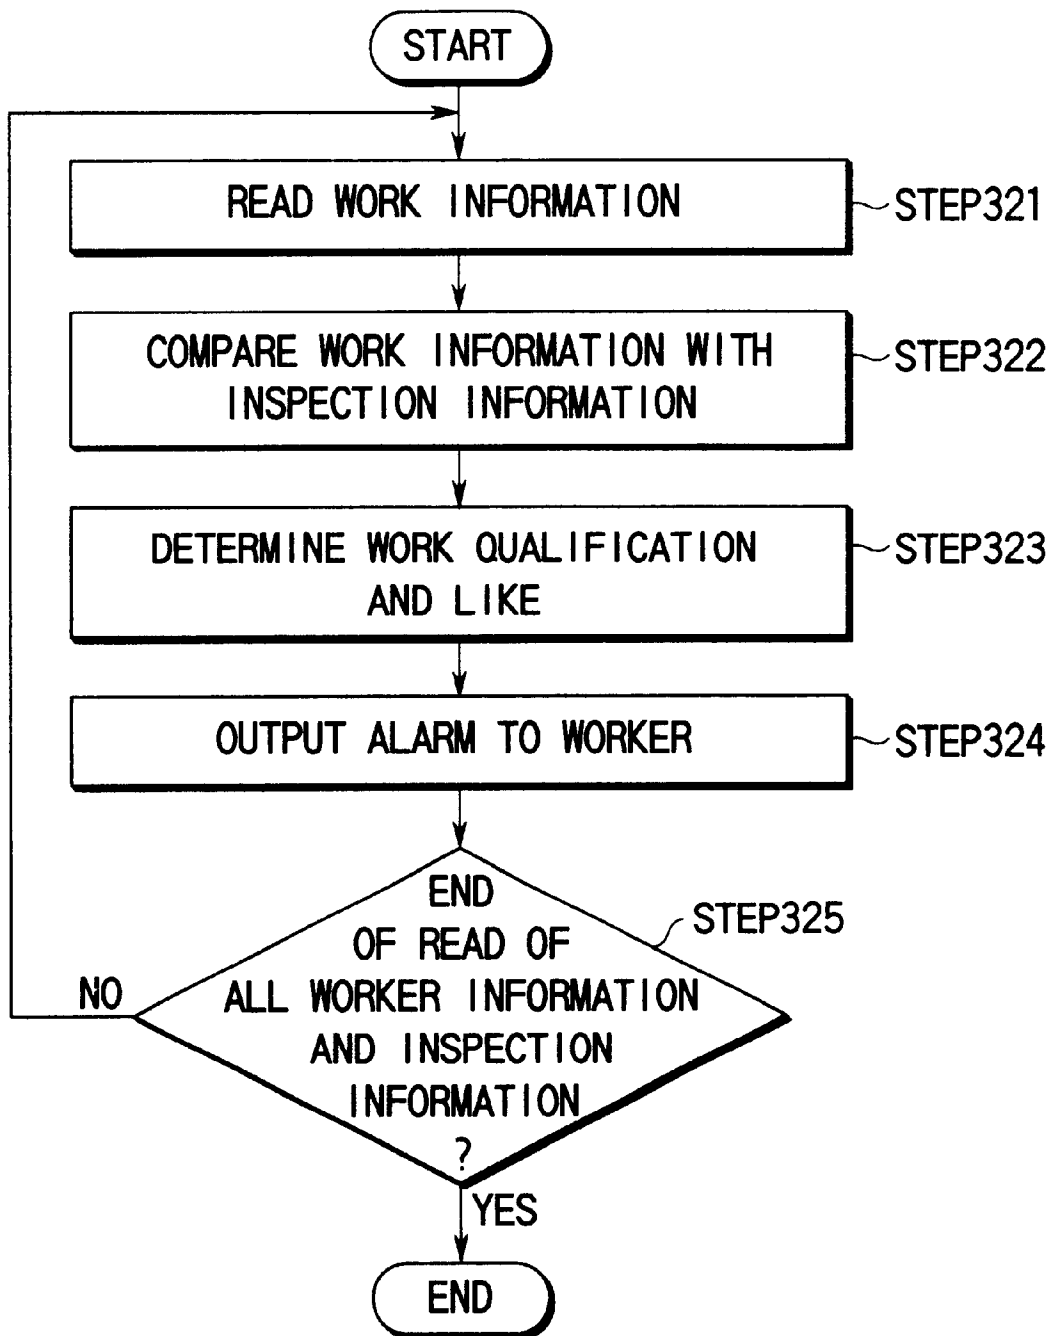 START
READ WORK INFORMATION
STEP321
COMPARE WORK INFORMATION WITH
INSPECTION INFORMATION
STEP322
DETERMINE WORK QUALIFICATION
AND LIKE
STEP323
OUTPUT ALARM TO WORKER
STEP324
END
OF READ OF
ALL WORKER INFORMATION
AND INSPECTION
INFORMATION
?
STEP325
NO
YES
END